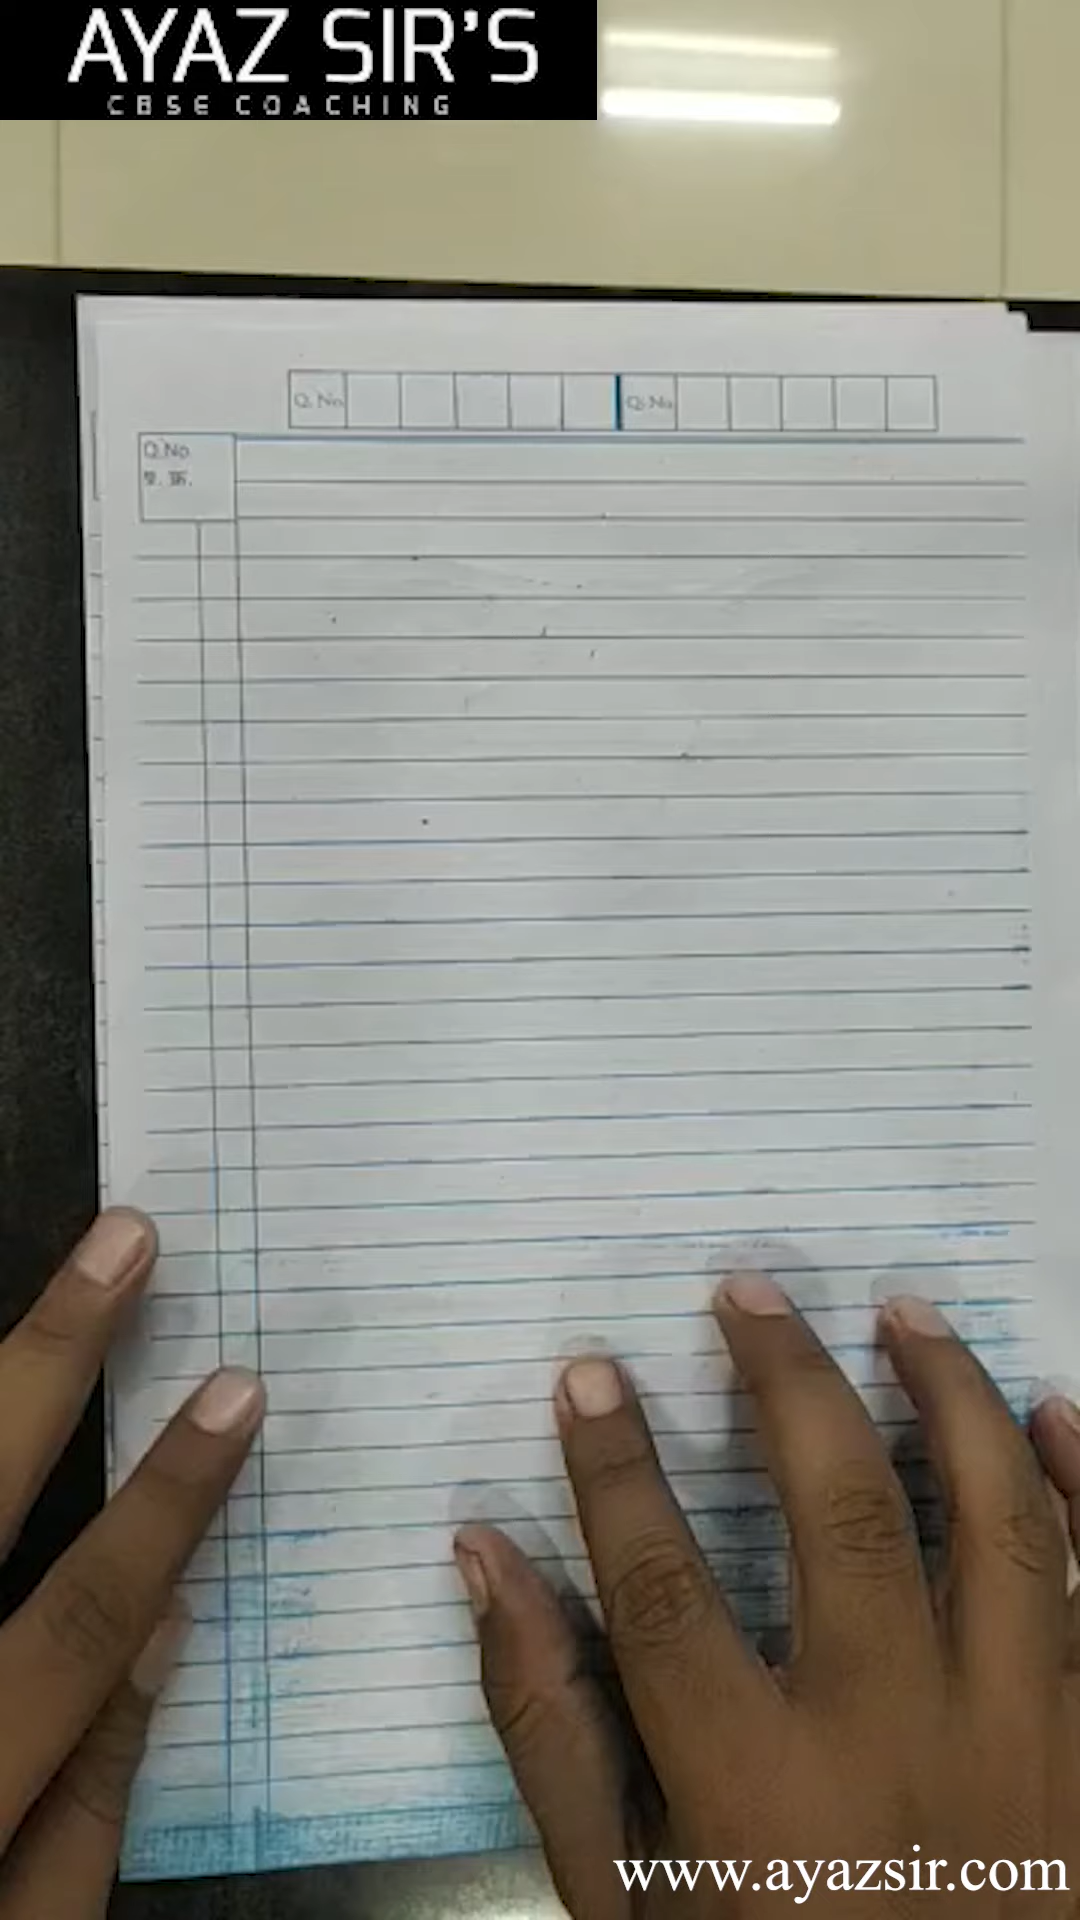 AYAZ SIR'S
CBSE COACHING
Q. No. Q. No.
Q.No.
प्र. सं.
www.ayazsir.com